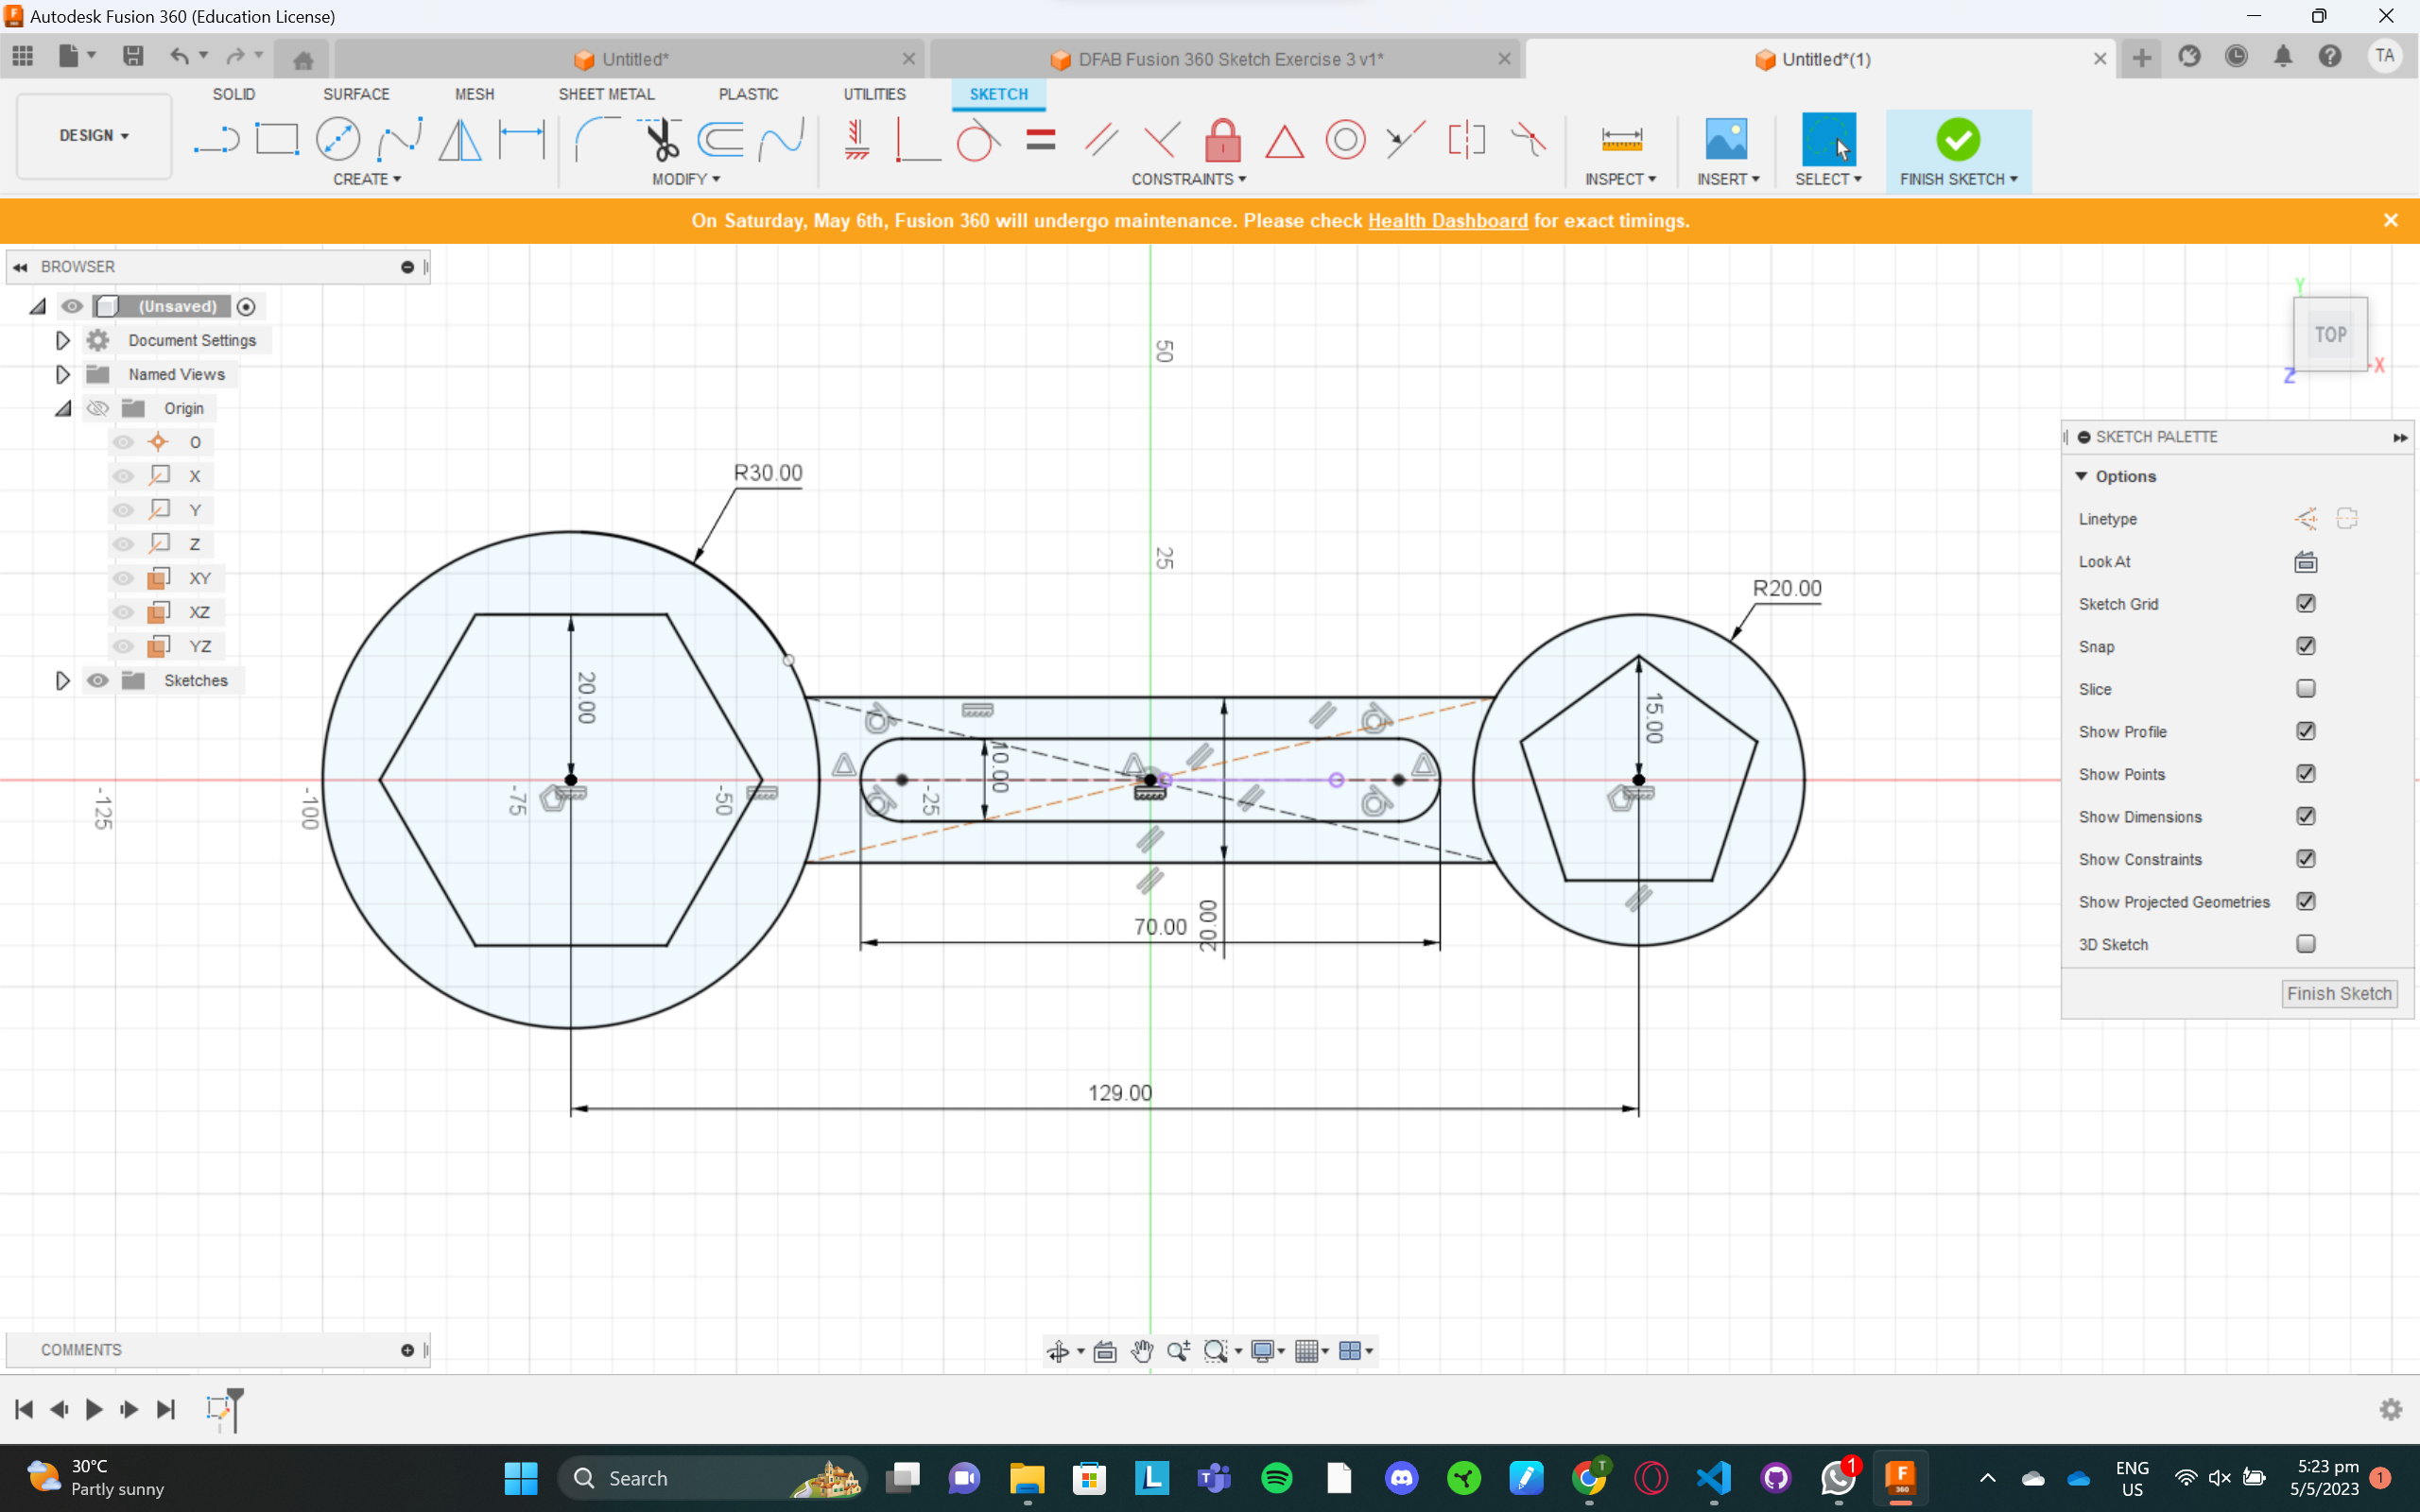 Autodesk Fusion 360 (Education License)
Untitled*
DFAB Fusion 360 Sketch Exercise 3 v1*
Untitled*(1)
TA
DESIGN
SOLID
SURFACE
MESH
SHEET METAL
PLASTIC
UTILITIES
SKETCH
CREATE
MODIFY
CONSTRAINTS
INSPECT
INSERT
SELECT
FINISH SKETCH
On Saturday, May 6th, Fusion 360 will undergo maintenance. Please check Health Dashboard for exact timings.
BROWSER
(Unsaved)
Document Settings
Named Views
Origin
O
X
Y
Z
XY
XZ
YZ
Sketches
Y
TOP
X
Z
50
25
R30.00
R20.00
20.00
15.00
10.00
-125
-100
-75
-50
-25
70.00
20.00
129.00
SKETCH PALETTE
Options
Linetype
Look At
Sketch Grid
Snap
Slice
Show Profile
Show Points
Show Dimensions
Show Constraints
Show Projected Geometries
3D Sketch
Finish Sketch
COMMENTS
30°C
Partly sunny
Search
L
T
T
1
F
360
ENG
US
5:23 pm
5/5/2023
1